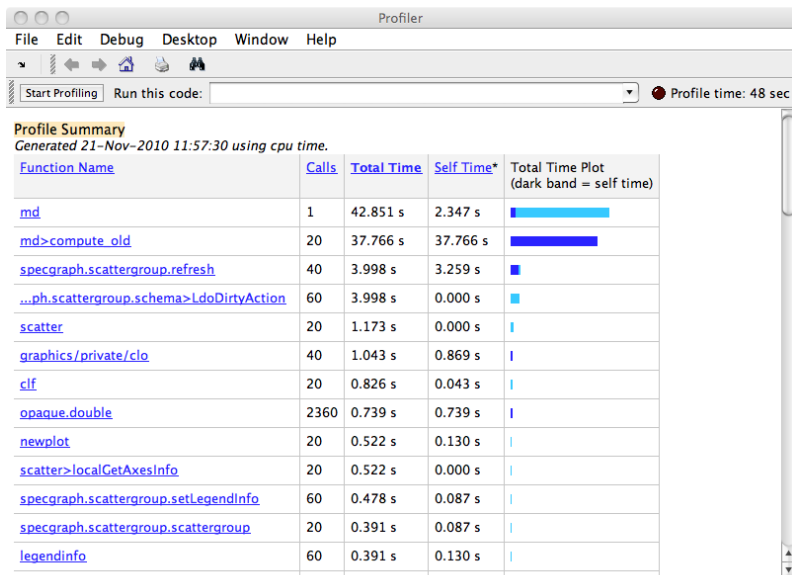 Profiler
File Edit Debug Desktop Window Help
Start Profiling Run this code: Profile time: 48 sec
Profile Summary
Generated 21-Nov-2010 11:57:30 using cpu time.
Function Name Calls Total Time Self Time* Total Time Plot
(dark band = self time)
md 1 42.851 s 2.347 s
md>compute_old 20 37.766 s 37.766 s
specgraph.scattergroup.refresh 40 3.998 s 3.259 s
...ph.scattergroup.schema>LdoDirtyAction 60 3.998 s 0.000 s
scatter 20 1.173 s 0.000 s
graphics/private/clo 40 1.043 s 0.869 s
clf 20 0.826 s 0.043 s
opaque.double 2360 0.739 s 0.739 s
newplot 20 0.522 s 0.130 s
scatter>localGetAxesInfo 20 0.522 s 0.000 s
specgraph.scattergroup.setLegendInfo 60 0.478 s 0.087 s
specgraph.scattergroup.scattergroup 20 0.391 s 0.087 s
legendinfo 60 0.391 s 0.130 s